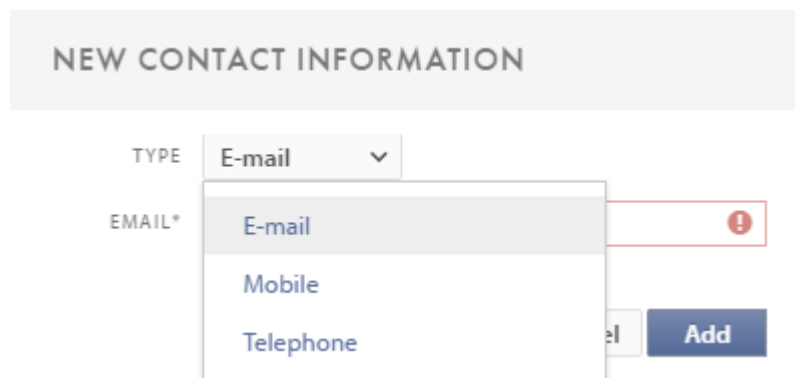 NEW CONTACT INFORMATION
TYPE E-mail
EMAIL*
E-mail
Mobile
Telephone
Add